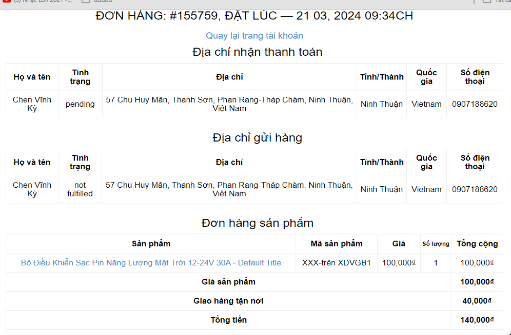 ĐƠN HÀNG: #155759, ĐẶT LÚC — 21 03, 2024 09:34CH
Quay lại trang tài khoản
Địa chỉ nhận thanh toán
Họ và tên Tình trạng Địa chỉ Tỉnh/Thành Quốc gia Số điện thoại
Chen Vĩnh Kỳ pending 57 Chu Huy Mân, Thanh Sơn, Phan Rang-Tháp Chàm, Ninh Thuận, Việt Nam Ninh Thuận Vietnam 0907188620
Địa chỉ gửi hàng
Họ và tên Tình trạng Địa chỉ Tỉnh/Thành Quốc gia Số điện thoại
Chen Vĩnh Kỳ not fulfilled 57 Chu Huy Mân, Thanh Sơn, Phan Rang-Tháp Chàm, Ninh Thuận, Việt Nam Ninh Thuận Vietnam 0907188620
Đơn hàng sản phẩm
Sản phẩm Mã sản phẩm Giá Số lượng Tổng cộng
Bộ Điều Khiển Sạc Pin Năng Lượng Mặt Trời 12-24V 30A - Default Title XXX-trên XDVGB1 100,000₫ 1 100,000₫
Giá sản phẩm 100,000₫
Giao hàng tận nơi 40,000₫
Tổng tiền 140,000₫